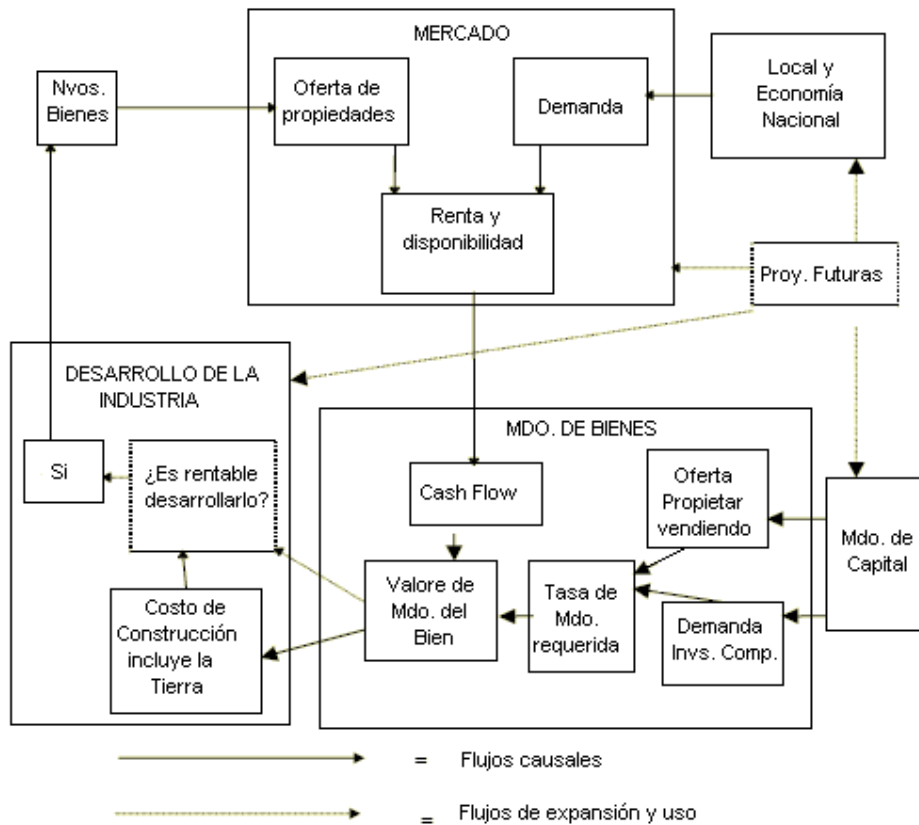 MERCADO
Nvos.
Bienes
Oferta de
propiedades
Demanda
Local y
Economía
Nacional
Renta y
disponibilidad
Proy. Futuras
DESARROLLO DE LA
INDUSTRIA
Si
¿Es rentable
desarrollarlo?
Costo de
Construcción
incluye la
Tierra
MDO. DE BIENES
Cash Flow
Oferta
Propietar
vendiendo
Valore de
Mdo. del
Bien
Tasa de
Mdo.
requerida
Demanda
Invs. Comp.
Mdo. de
Capital
= Flujos causales
= Flujos de expansión y uso